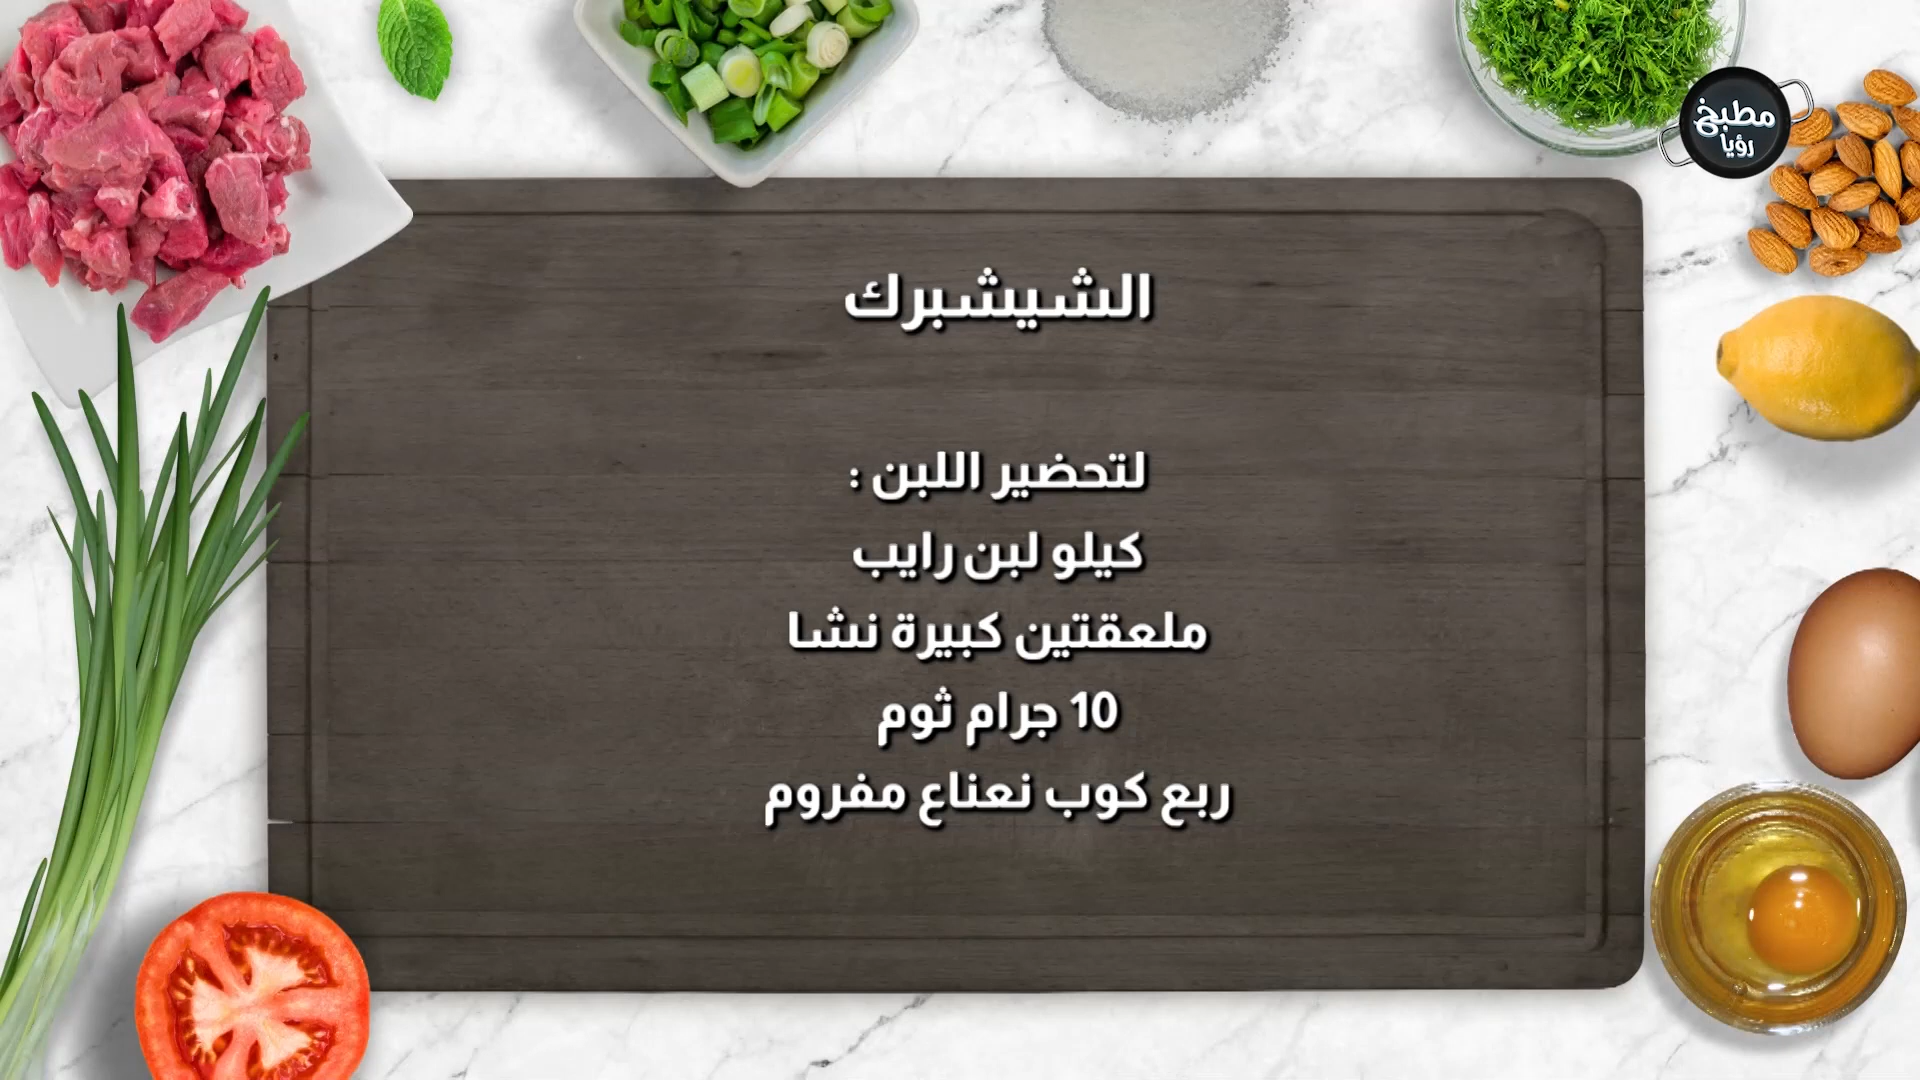 مطبخ
رؤيا
الشيشبرك
لتحضير اللبن :
كيلو لبن رايب
ملعقتين كبيرة نشا
10 جرام ثوم
ربع كوب نعناع مفروم